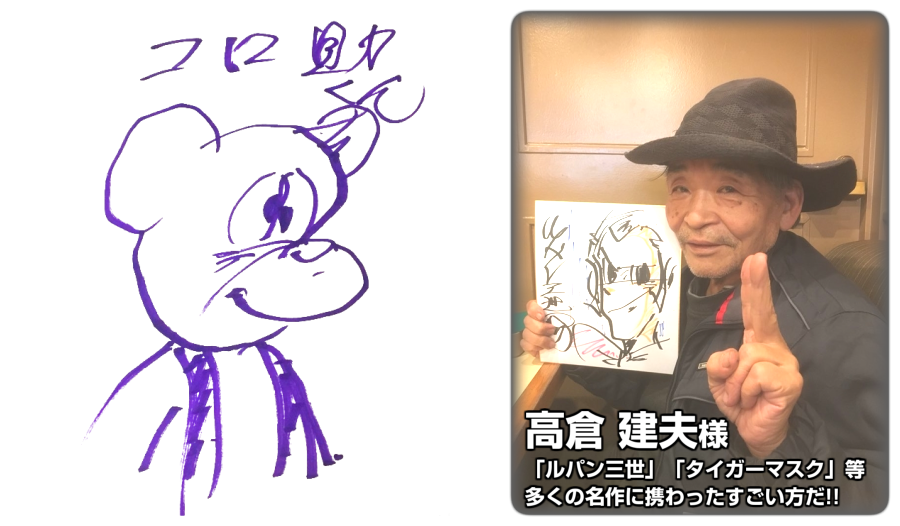 コロ助
高倉 建夫様
「ルパン三世」「タイガーマスク」等
多くの名作に携わったすごい方だ!!